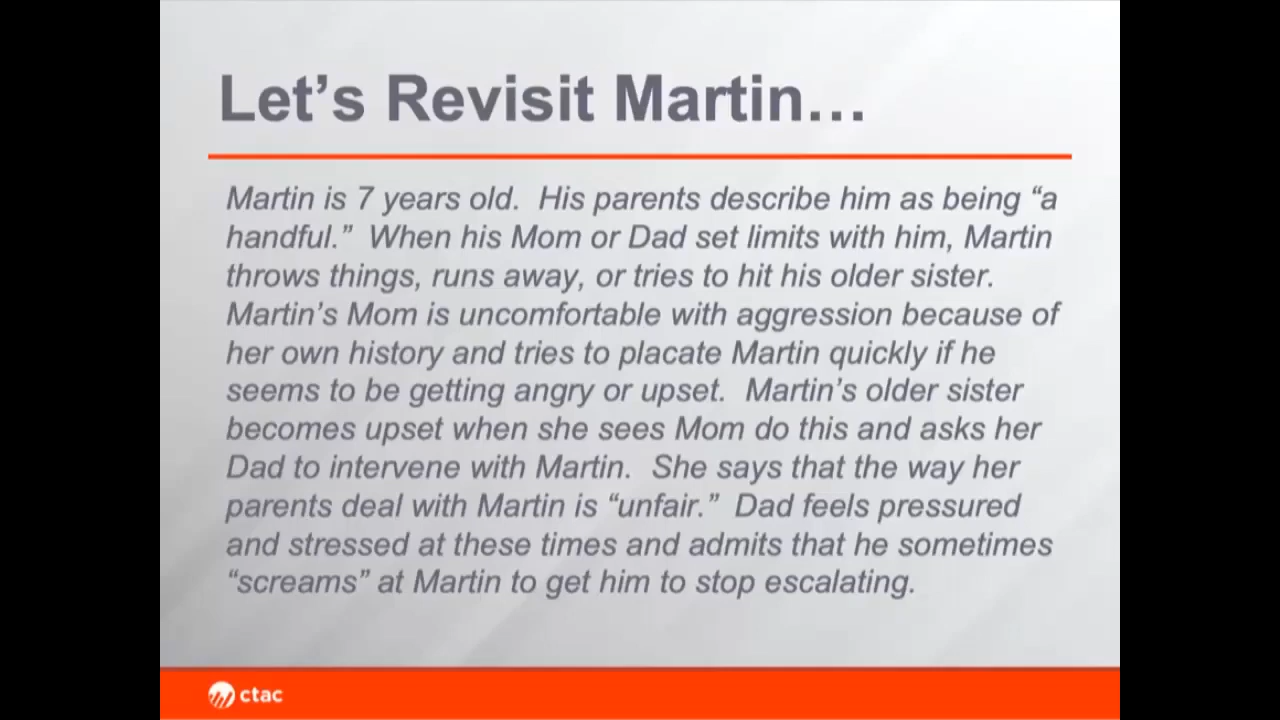 Let’s Revisit Martin…
Martin is 7 years old.  His parents describe him as being “a
handful.”  When his Mom or Dad set limits with him, Martin
throws things, runs away, or tries to hit his older sister.
Martin’s Mom is uncomfortable with aggression because of
her own history and tries to placate Martin quickly if he
seems to be getting angry or upset.  Martin’s older sister
becomes upset when she sees Mom do this and asks her
Dad to intervene with Martin.  She says that the way her
parents deal with Martin is “unfair.”  Dad feels pressured
and stressed at these times and admits that he sometimes
“screams” at Martin to get him to stop escalating.
ctac